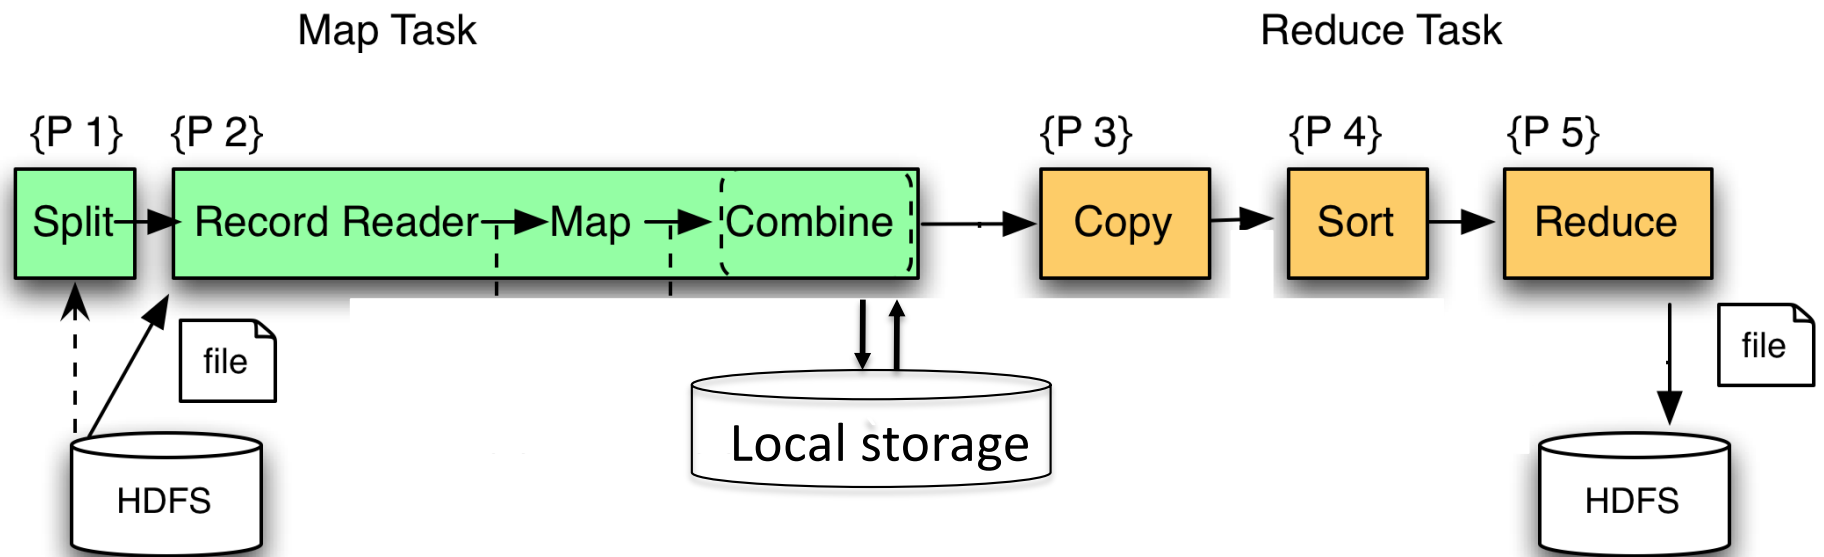 Map Task
Reduce Task
{P 1}
{P 2}
{P 3}
{P 4}
{P 5}
Split
Record Reader
Map
Combine
Copy
Sort
Reduce
file
file
Local storage
HDFS
HDFS